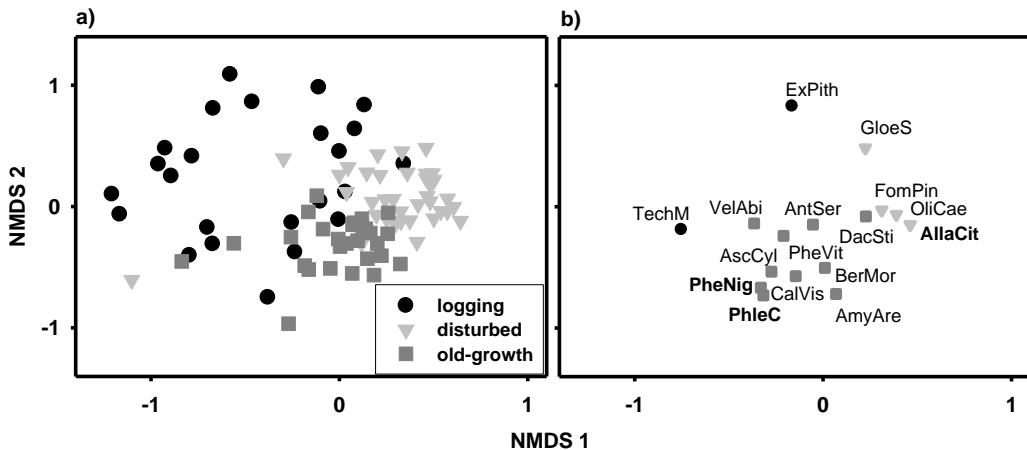 a)
b)
NMDS 2
1
0
-1
-1
0
1
logging
disturbed
old-growth
ExPith
GloeS
FomPin
OliCae
AllaCit
TechM
VelAbi
AntSer
DacSti
AscCyl
PheVit
BerMor
PheNig
CalVis
PhleC
AmyAre
-1
0
1
NMDS 1